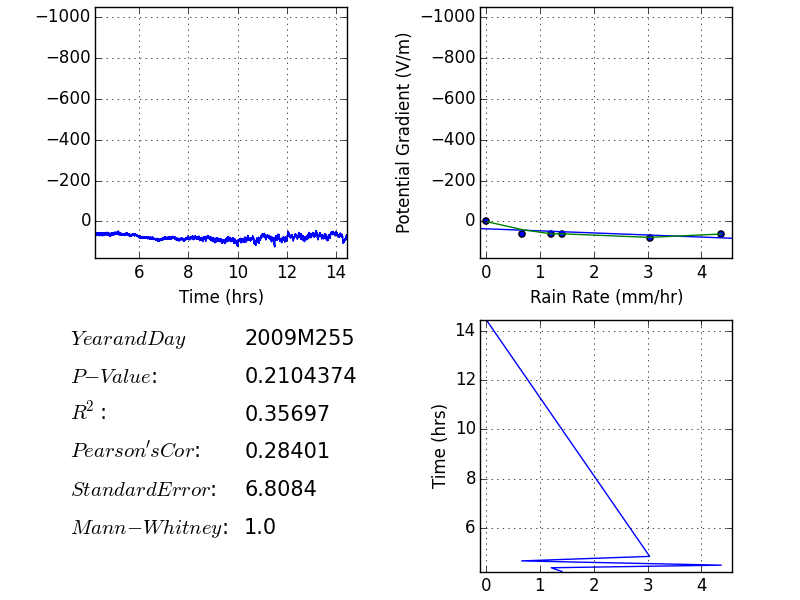 −1000
−800
−600
−400
−200
0
6 8 10 12 14
Time (hrs)
Potential Gradient (V/m)
−1000
−800
−600
−400
−200
0
0 1 2 3 4
Rain Rate (mm/hr)
YearandDay 2009M255
P−Value: 0.2104374
R²: 0.35697
Pearson'sCor: 0.28401
StandardError: 6.8084
Mann−Whitney: 1.0
Time (hrs)
14
12
10
8
6
0 1 2 3 4